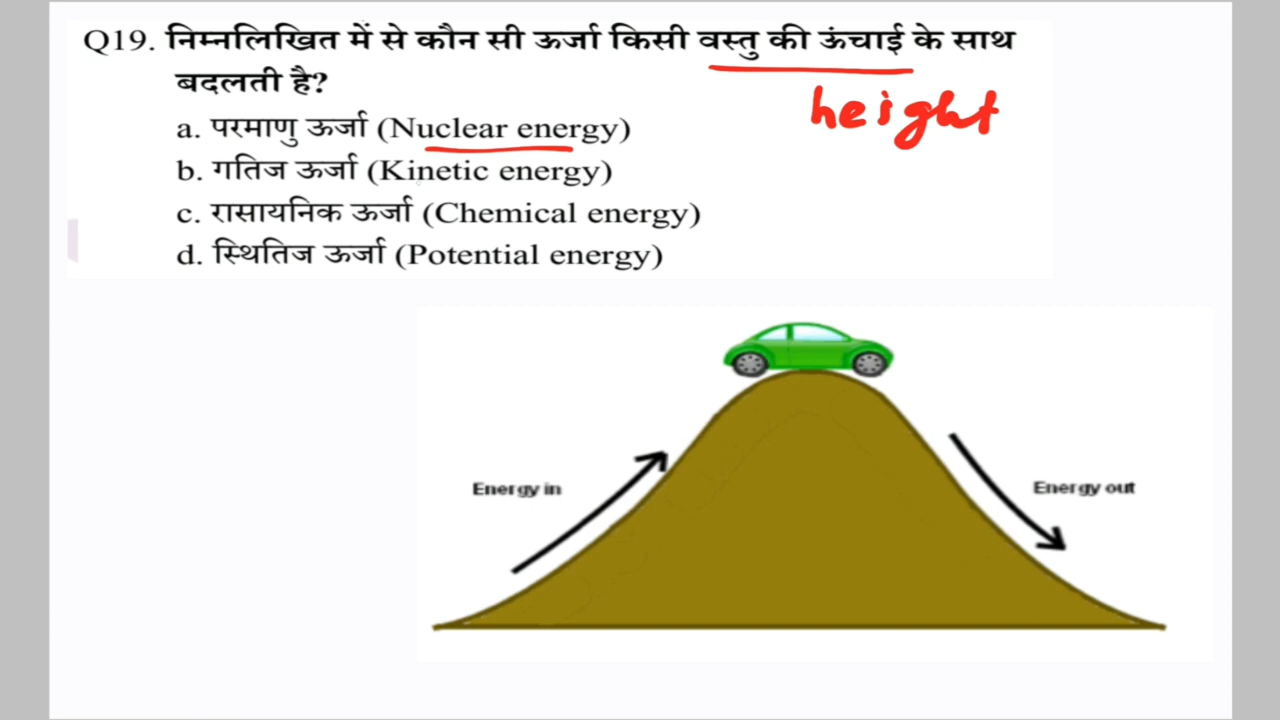 Q19. निम्नलिखित में से कौन सी ऊर्जा किसी वस्तु की ऊंचाई के साथ
बदलती है?
height
a. परमाणु ऊर्जा (Nuclear energy)
b. गतिज ऊर्जा (Kinetic energy)
c. रासायनिक ऊर्जा (Chemical energy)
d. स्थितिज ऊर्जा (Potential energy)
Energy in
Energy out